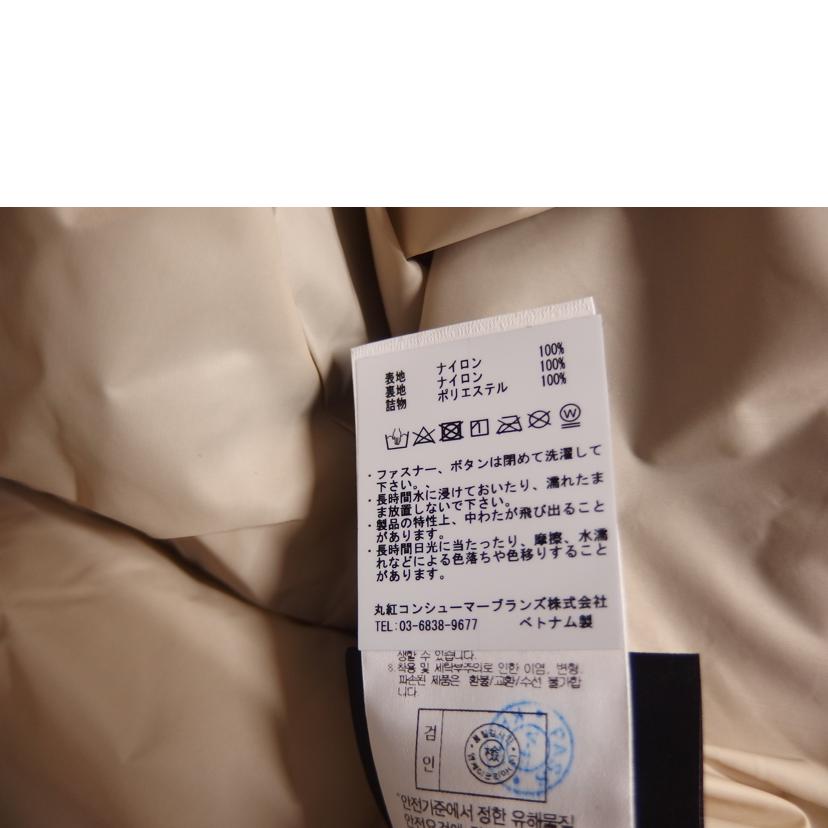 表地 ナイロン 100%
裏地 ナイロン 100%
詰物 ポリエステル 100%
・ファスナー、ボタンは閉めて洗濯して
下さい。、
・長時間水に浸けておいたり、濡れたま
ま放置しないで下さい。
・製品の特性上、中わたが飛び出ること
があります。
・長時間日光に当たったり、摩擦、水濡
れなどによる色落ちや色移りすること
があります。
丸紅コンシューマーブランズ株式会社
TEL:03-6838-9677 ベトナム製
생할 수 있습니다.
8.착용 및 세탁부주의로 인한 이염, 변형,
파손된 제품은 환불/교환/수선 불가합
니다.
검
인
*안전기준에서 정한 유해물질